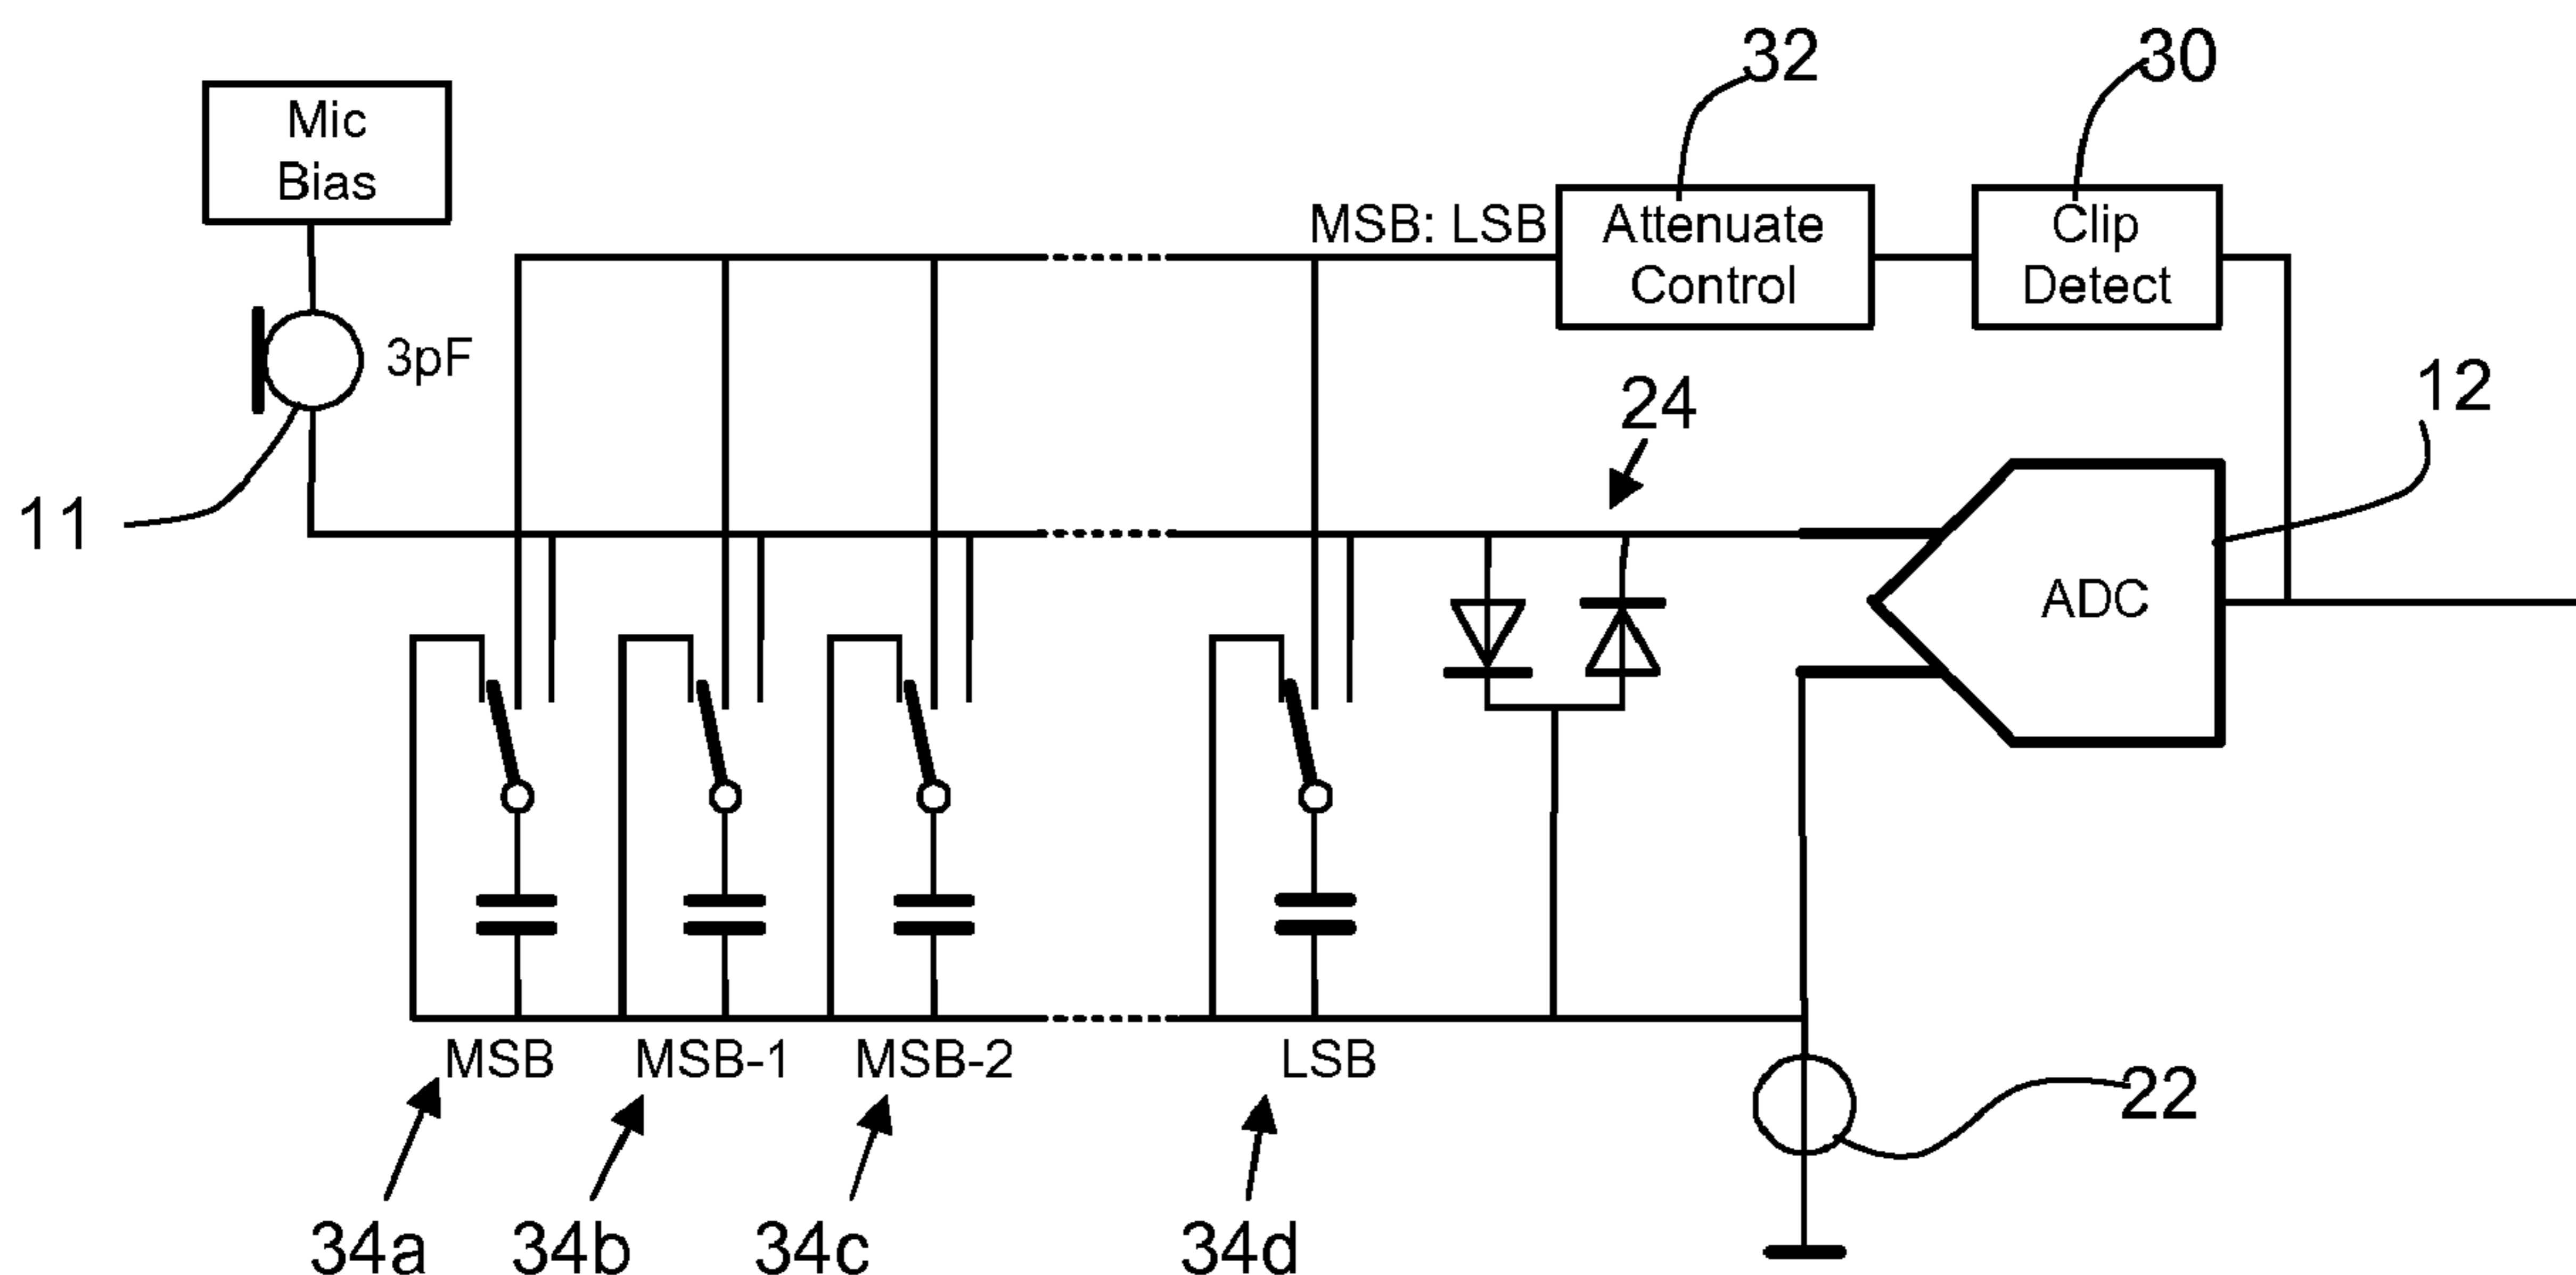 32
30
Mic
Bias
MSB: LSB
Attenuate
Control
Clip
Detect
3pF
24
12
11
ADC
MSB
MSB-1
MSB-2
LSB
22
34a
34b
34c
34d